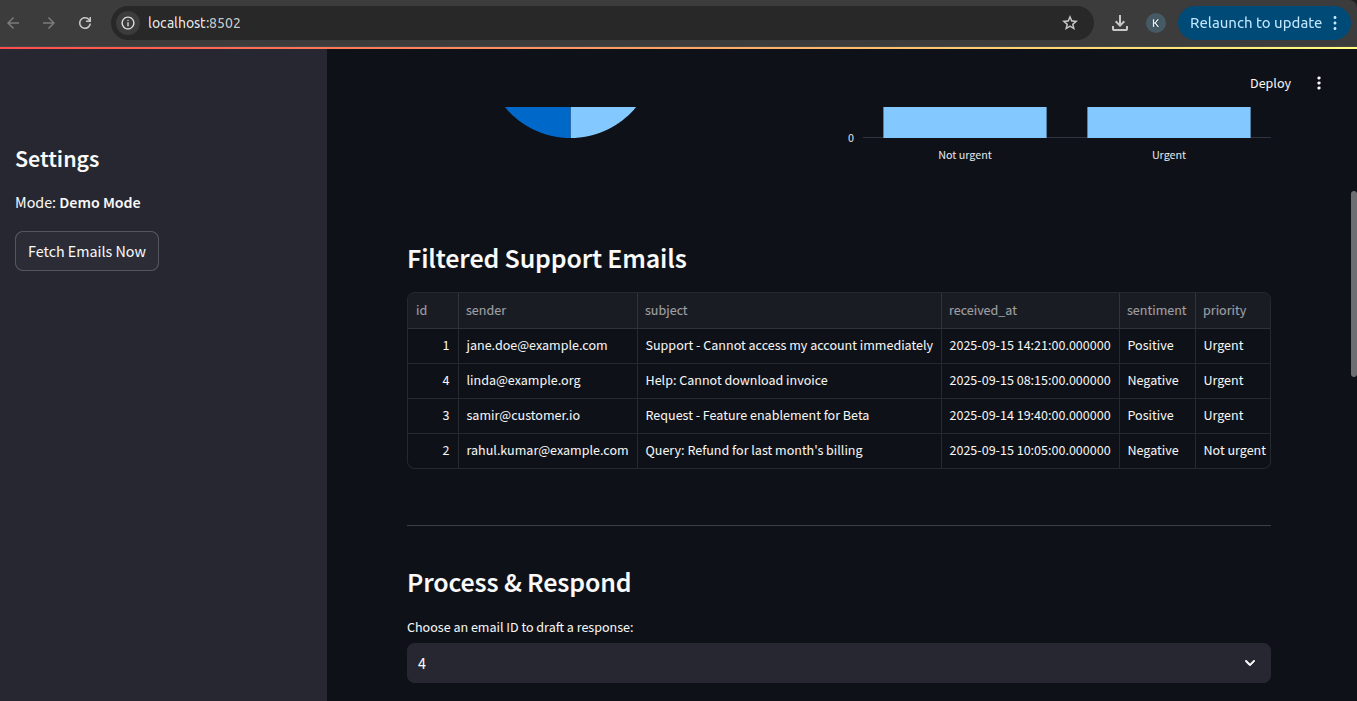 localhost:8502
K
Relaunch to update
Deploy
Settings
Mode: Demo Mode
Fetch Emails Now
0
Not urgent
Urgent
Filtered Support Emails
id sender subject received_at sentiment priority
1 jane.doe@example.com Support - Cannot access my account immediately 2025-09-15 14:21:00.000000 Positive Urgent
4 linda@example.org Help: Cannot download invoice 2025-09-15 08:15:00.000000 Negative Urgent
3 samir@customer.io Request - Feature enablement for Beta 2025-09-14 19:40:00.000000 Positive Urgent
2 rahul.kumar@example.com Query: Refund for last month's billing 2025-09-15 10:05:00.000000 Negative Not urgent
Process & Respond
Choose an email ID to draft a response:
4